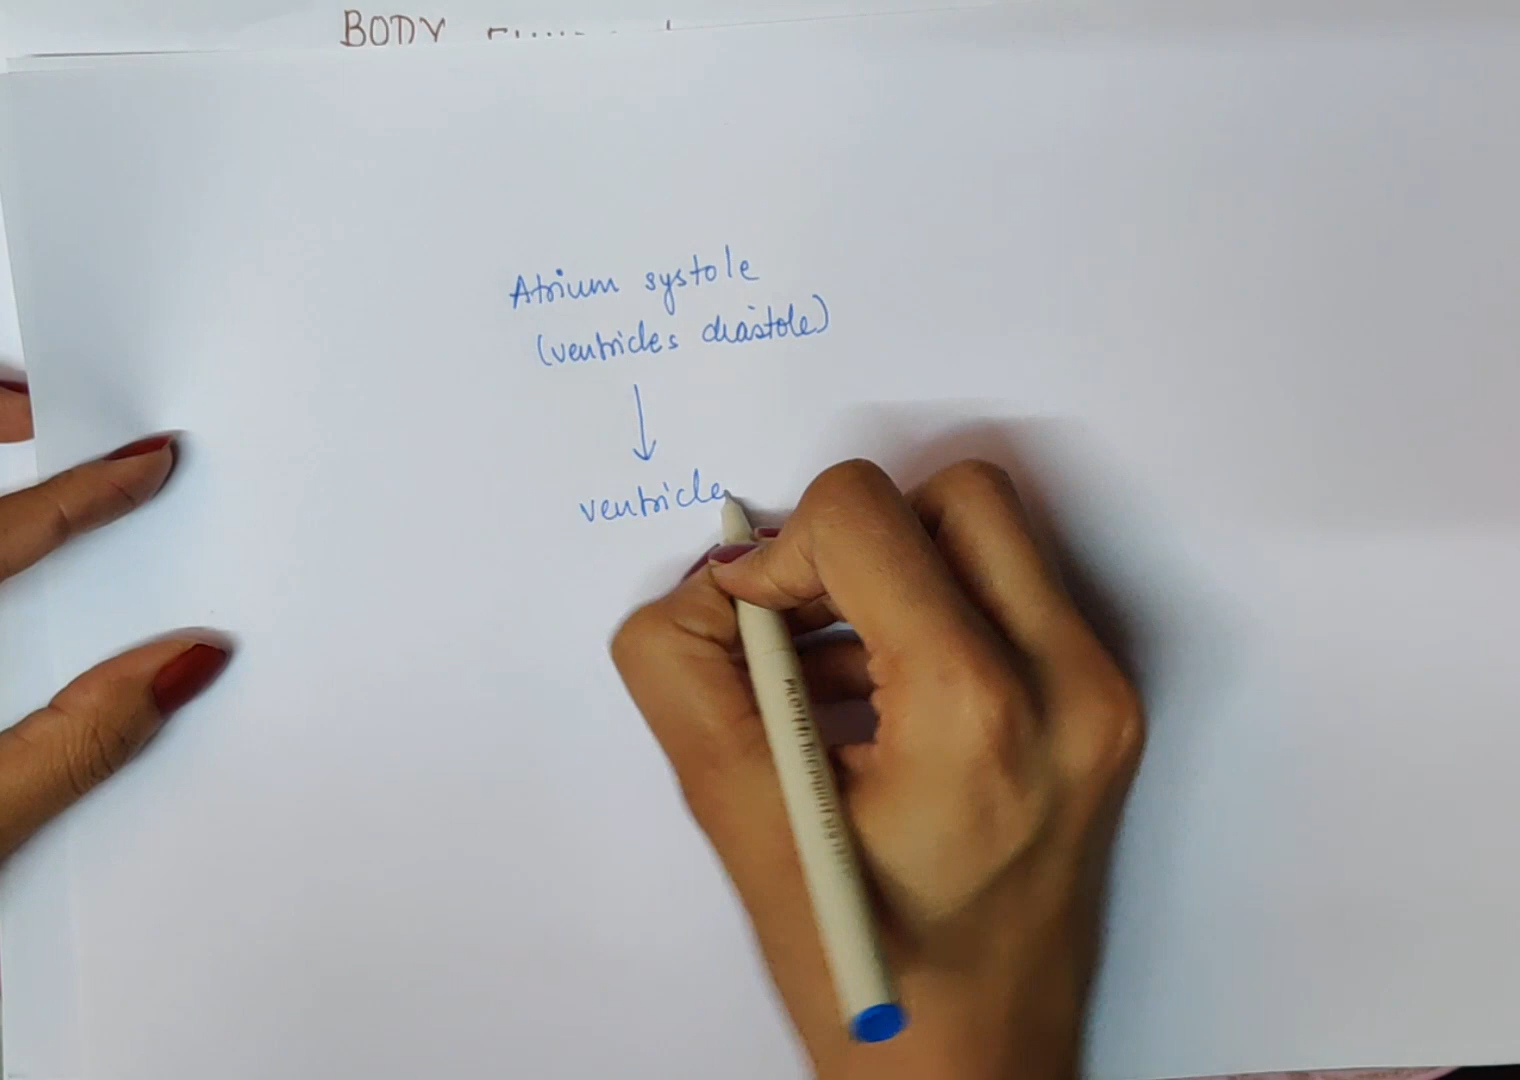 BODY
Atrium systole
(ventricles diastole)
↓
ventricle